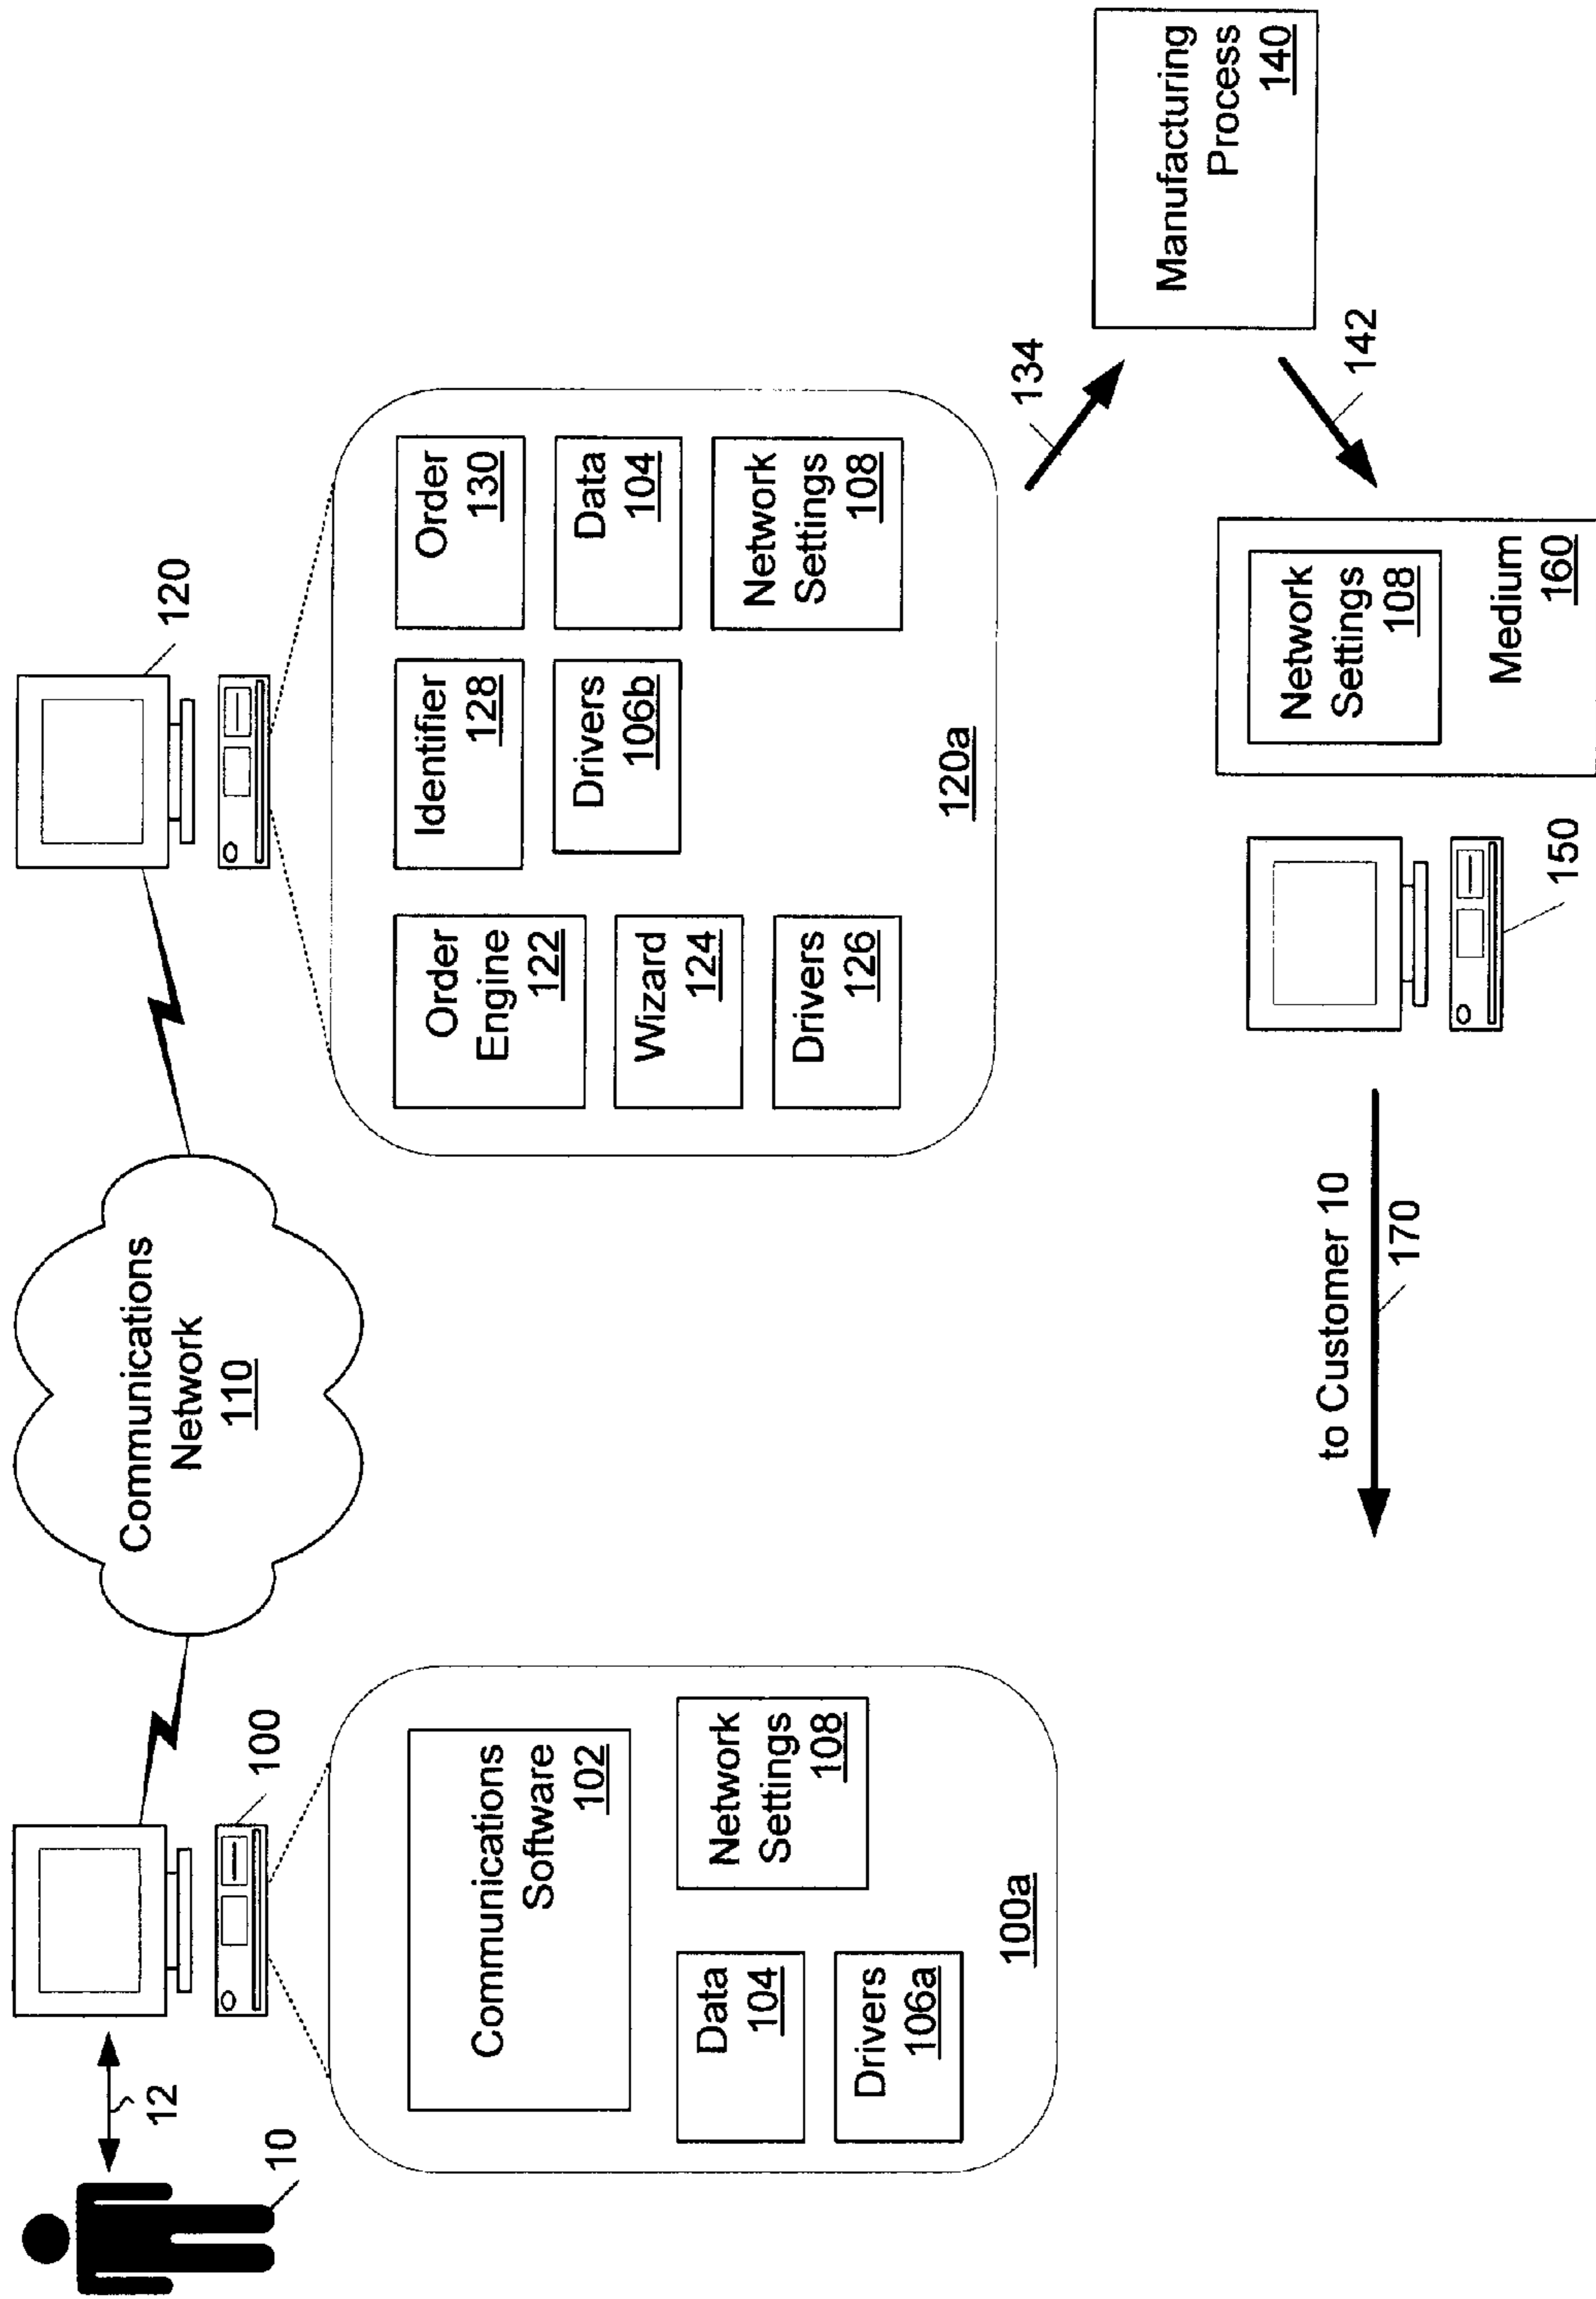 10
12
100
Communications
Network
110
120
Communications
Software
102
Data
104
Network
Settings
108
Drivers
106a
100a
Order
Engine
122
Identifier
128
Order
130
Wizard
124
Drivers
106b
Data
104
Drivers
126
Network
Settings
108
120a
134
Manufacturing
Process
140
142
to Customer 10
170
150
Network
Settings
108
Medium
160